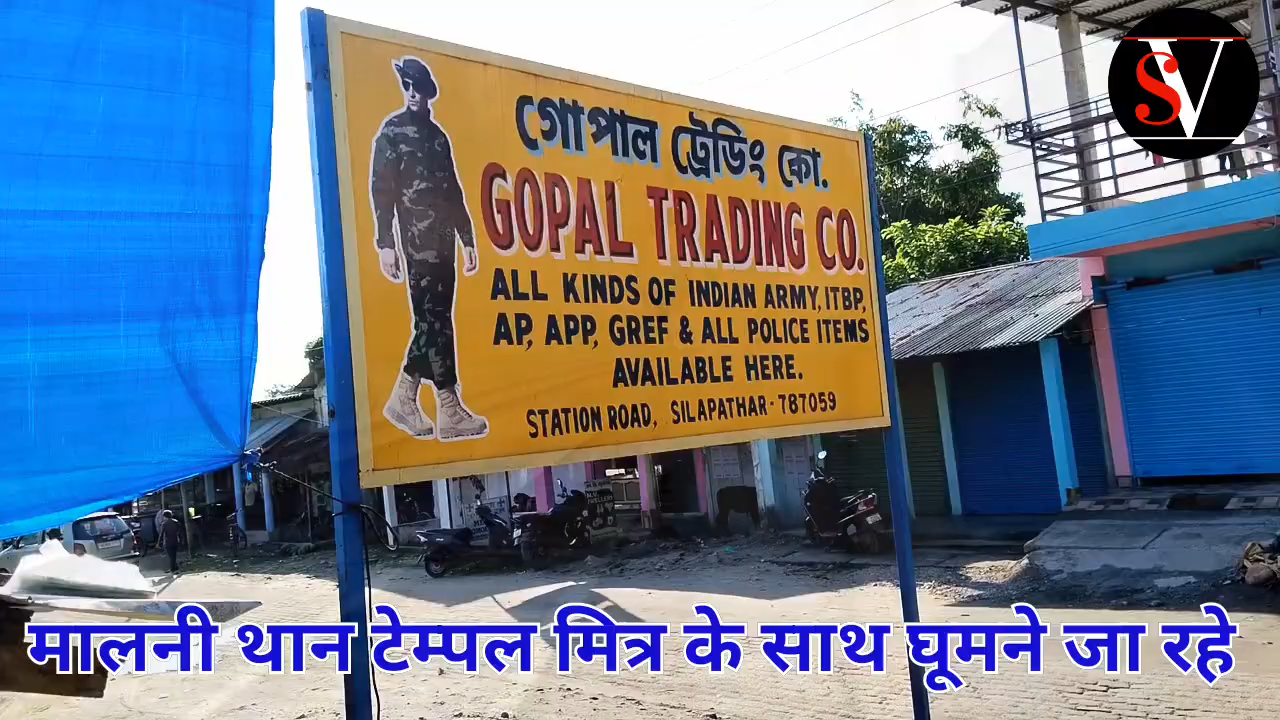 SV
গোপাল ট্রেডিং কো.
GOPAL TRADING CO.
ALL KINDS OF INDIAN ARMY, ITBP,
AP, APP, GREF & ALL POLICE ITEMS
AVAILABLE HERE.
STATION ROAD, SILAPATHAR - 787059
मालनी थान टेम्पल मित्र के साथ घूमने जा रहे